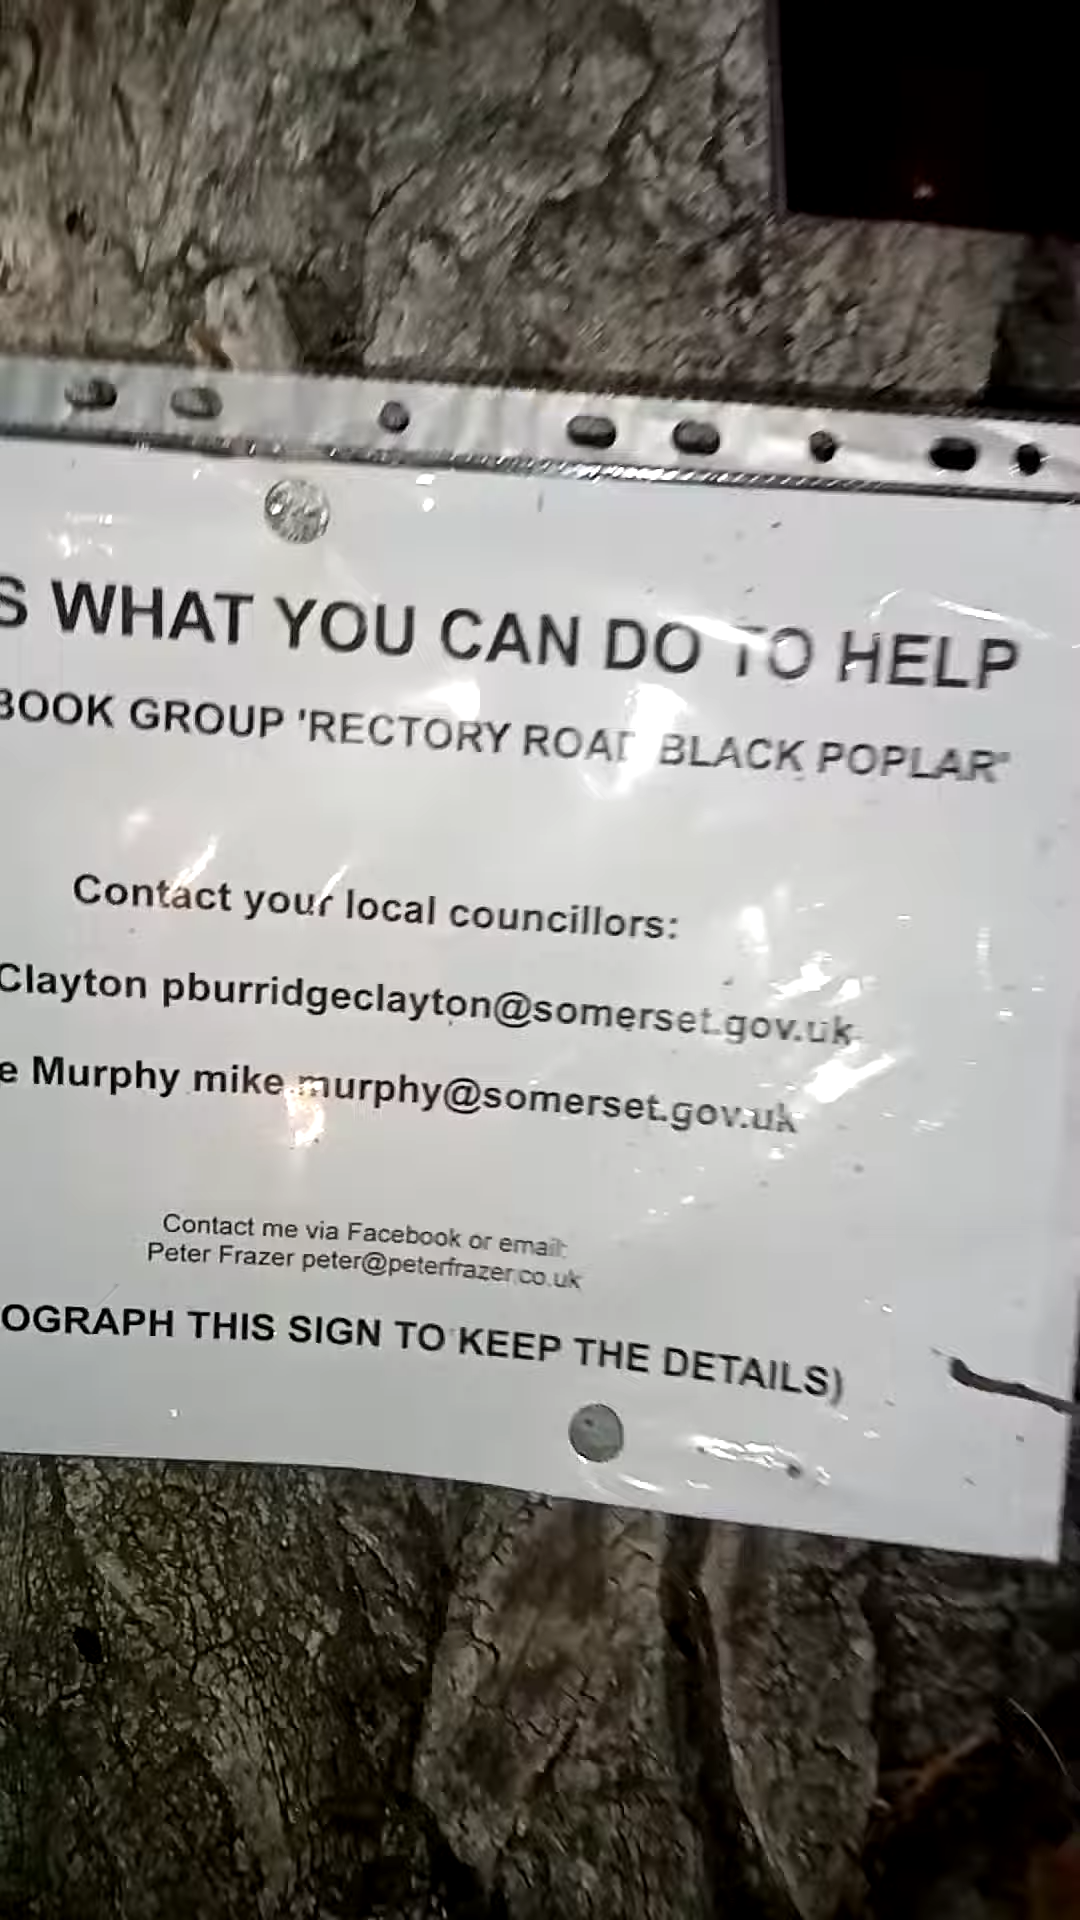 S WHAT YOU CAN DO TO HELP
BOOK GROUP 'RECTORY ROAD BLACK POPLAR"
Contact your local councillors:
Clayton pburridgeclayton@somerset.gov.uk
e Murphy mike.murphy@somerset.gov.uk
Contact me via Facebook or email:
Peter Frazer peter@peterfrazer.co.uk
OGRAPH THIS SIGN TO KEEP THE DETAILS)